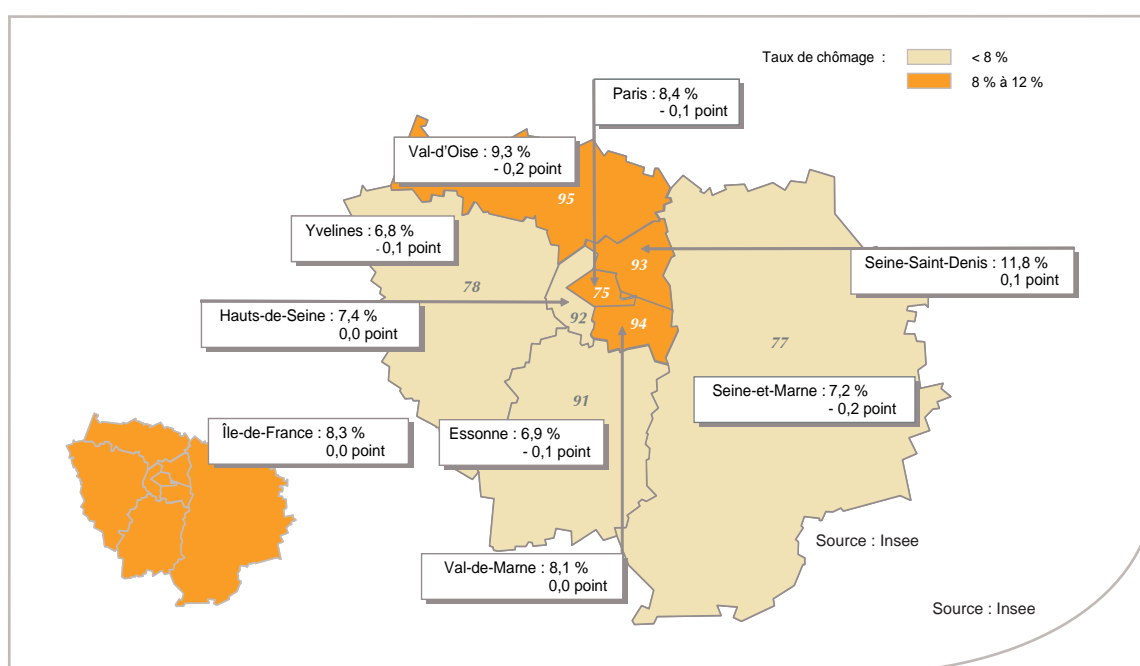 Taux de chômage :
< 8 %
8 % à 12 %
Paris : 8,4 %
- 0,1 point
Val-d'Oise : 9,3 %
- 0,2 point
95
Yvelines : 6,8 %
- 0,1 point
93
Seine-Saint-Denis : 11,8 %
0,1 point
78
75
Hauts-de-Seine : 7,4 %
0,0 point
92
94
77
91
Seine-et-Marne : 7,2 %
- 0,2 point
Île-de-France : 8,3 %
0,0 point
Essonne : 6,9 %
- 0,1 point
Source : Insee
Val-de-Marne : 8,1 %
0,0 point
Source : Insee